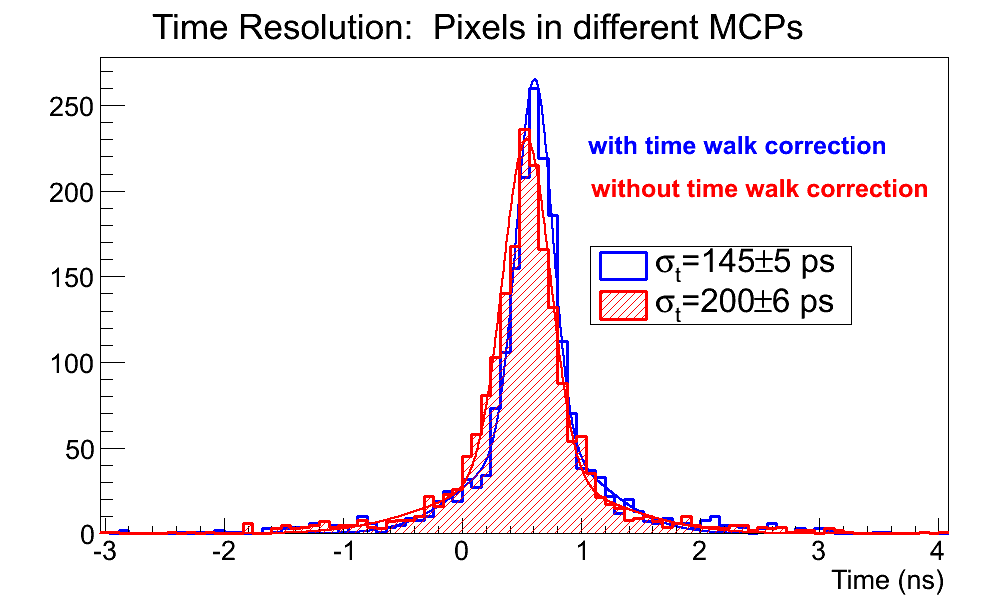 Time Resolution:  Pixels in different MCPs
250
200
150
100
50
0
with time walk correction
without time walk correction
σt=145±5 ps
σt=200±6 ps
-3 -2 -1 0 1 2 3 4
Time (ns)